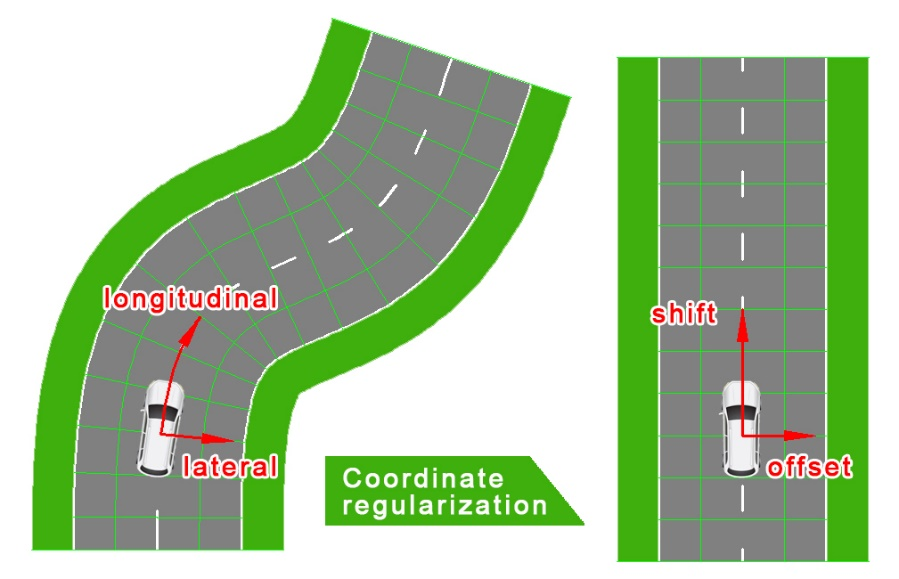 longitudinal
lateral
Coordinate
regularization
shift
offset